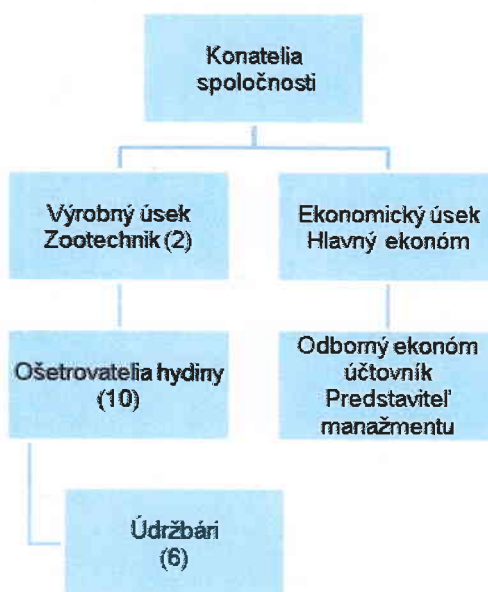 Konatelia
spoločnosti
Výrobný úsek
Zootechnik (2)
Ekonomický úsek
Hlavný ekonóm
Ošetrovatelia hydiny
(10)
Odborný ekonóm
účtovník
Predstaviteľ
manažmentu
Údržbári
(6)